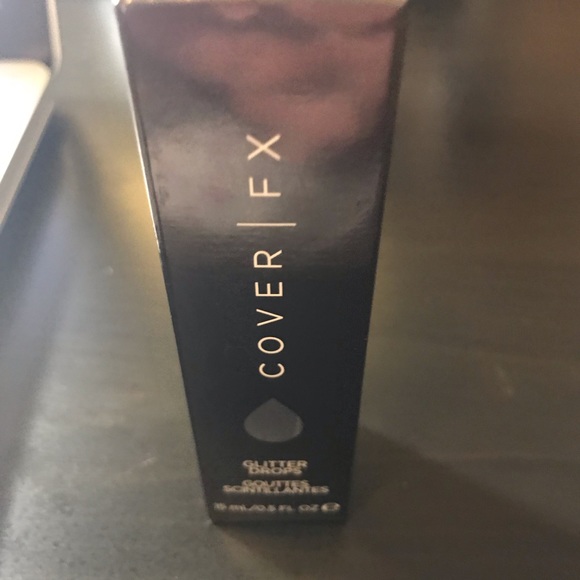 COVER | FX
GLITTER
DROPS
GOUTTES
SCINTILLANTES
15 mL/0.5 FL OZ ℮